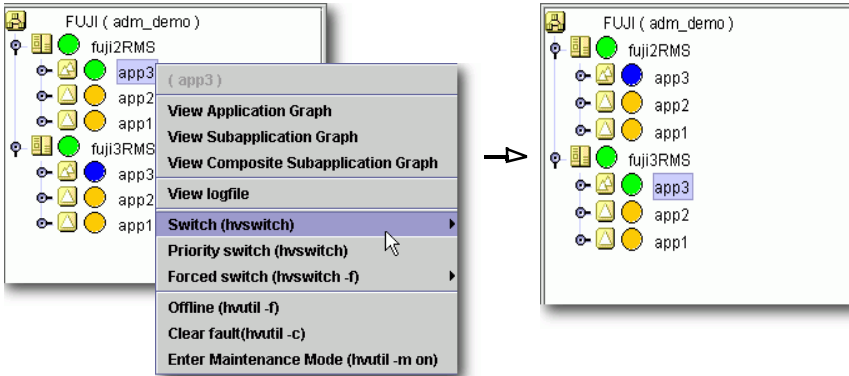 FUJI ( adm_demo )
fuji2RMS
app3
app2
app1
fuji3RMS
app3
app2
app1
( app3 )
View Application Graph
View Subapplication Graph
View Composite Subapplication Graph
View logfile
Switch (hvswitch)
Priority switch (hvswitch)
Forced switch (hvswitch -f)
Offline (hvutil -f)
Clear fault(hvutil -c)
Enter Maintenance Mode (hvutil -m on)
FUJI ( adm_demo )
fuji2RMS
app3
app2
app1
fuji3RMS
app3
app2
app1